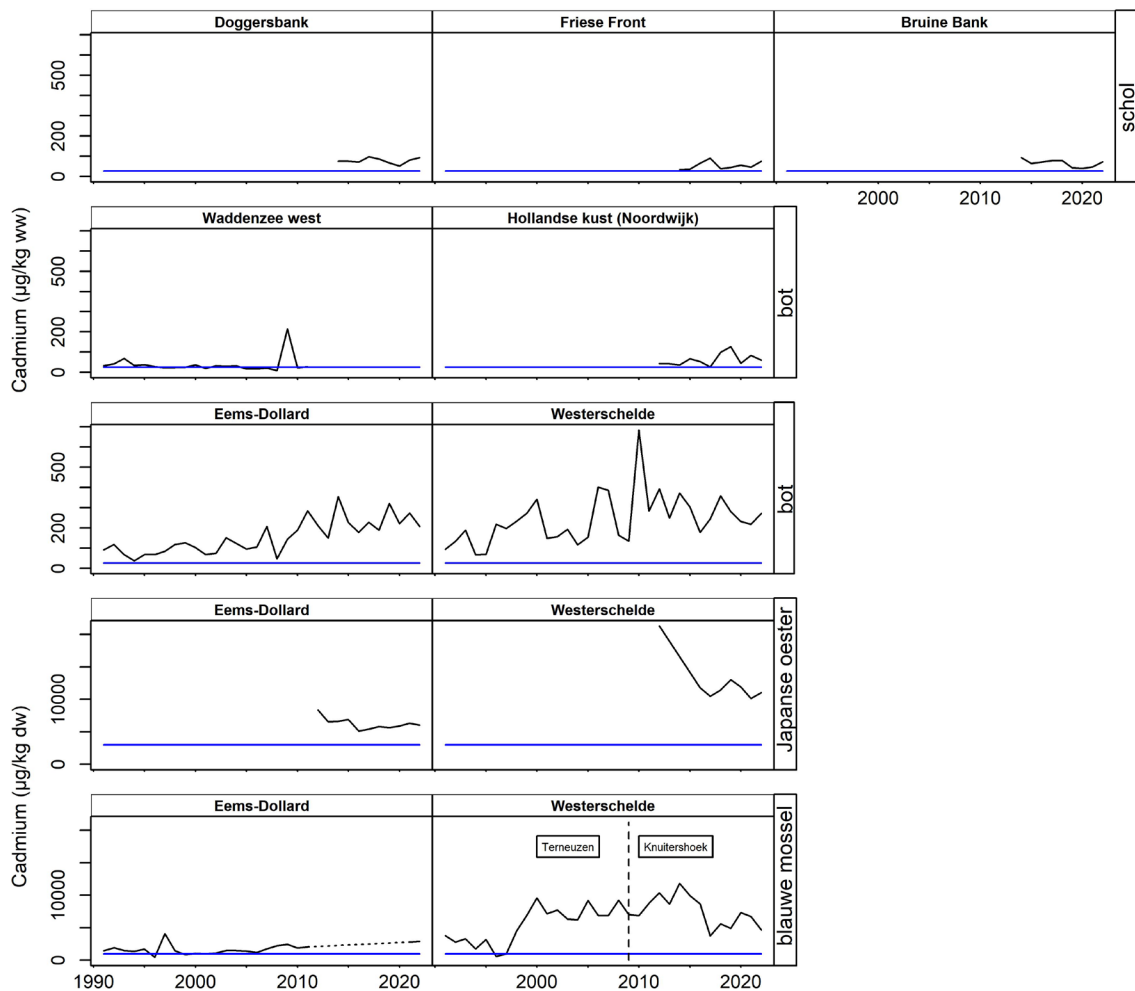 Doggersbank Friese Front Bruine Bank
500
200
0
schol
2000 2010 2020
Waddenzee west Hollandse kust (Noordwijk)
500
200
0
bot
Cadmium (µg/kg ww)
Eems-Dollard Westerschelde
500
200
0
bot
Eems-Dollard Westerschelde
10000
0
Japanse oester
Cadmium (µg/kg dw)
Eems-Dollard Westerschelde
Terneuzen Knuitershoek
10000
0
blauwe mossel
1990 2000 2010 2020 2000 2010 2020